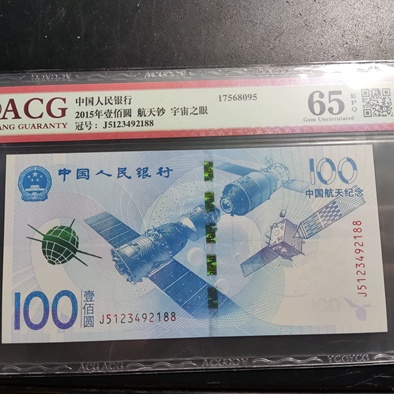 ACG
ANG GUARANTY
中国人民银行
2015年壹佰圆 航天钞 宇宙之眼
冠号：J5123492188
17568095
65 EPQ
Gem Uncirculated
中国人民银行
100
中国航天纪念
J5123492188
100 壹佰圆
J5123492188
ACG ACG